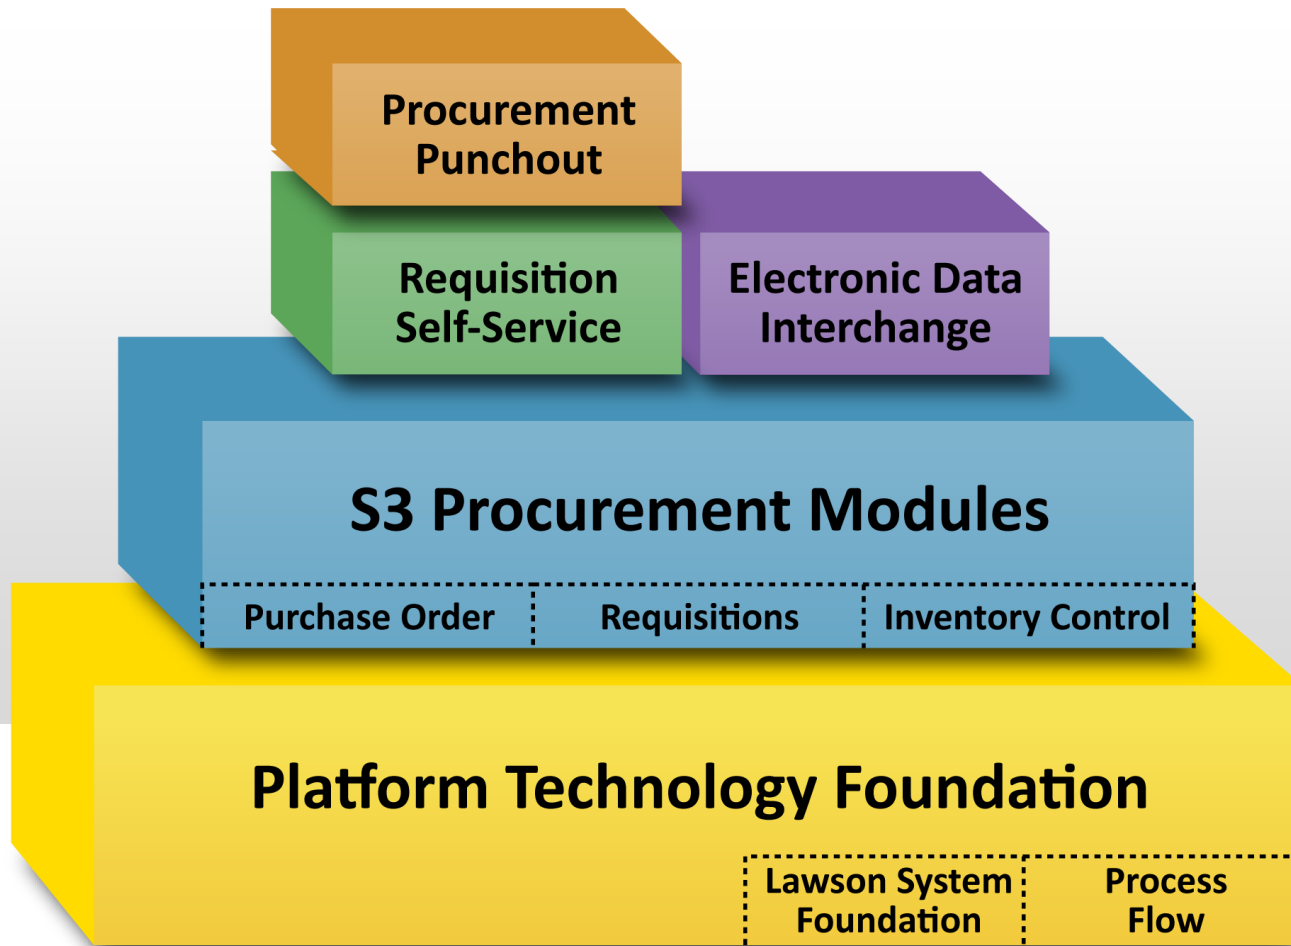 Procurement
Punchout
Requisition
Self-Service
Electronic Data
Interchange
S3 Procurement Modules
Purchase Order
Requisitions
Inventory Control
Platform Technology Foundation
Lawson System
Foundation
Process
Flow